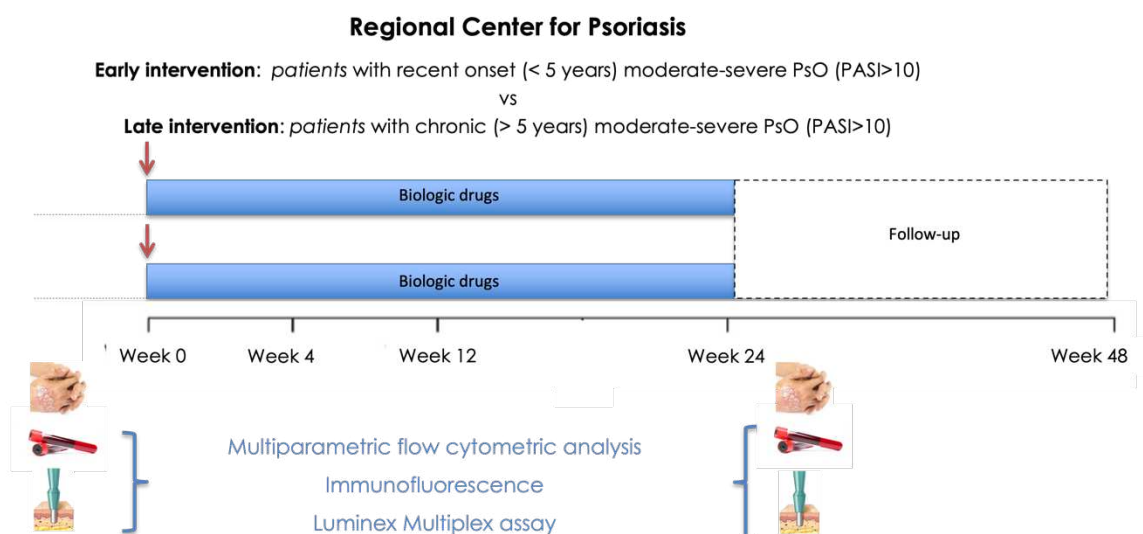 Regional Center for Psoriasis
Early intervention: patients with recent onset (< 5 years) moderate-severe PsO (PASI>10)
vs
Late intervention: patients with chronic (> 5 years) moderate-severe PsO (PASI>10)
Biologic drugs
Follow-up
Biologic drugs
Week 0 Week 4 Week 12 Week 24 Week 48
Multiparametric flow cytometric analysis
Immunofluorescence
Luminex Multiplex assay